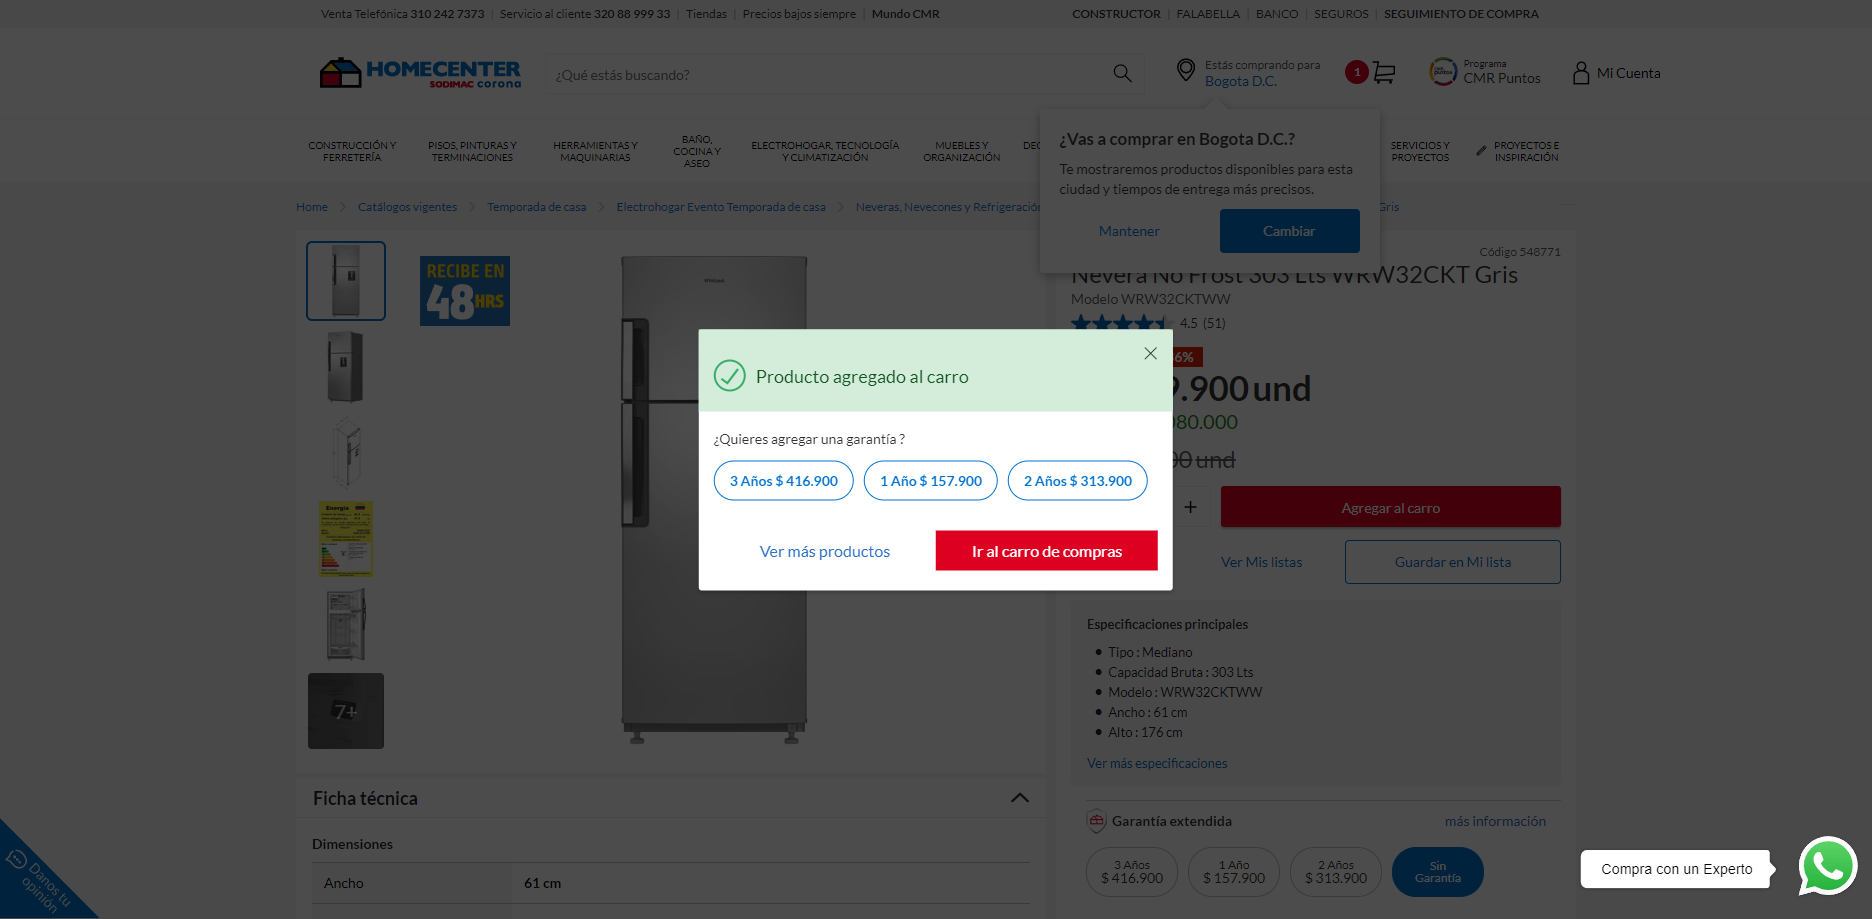 Venta Telefónica 310 242 7373 | Servicio al cliente 320 88 999 33 | Tiendas | Precios bajos siempre | Mundo CMR
CONSTRUCTOR | FALABELLA | BANCO | SEGUROS | SEGUIMIENTO DE COMPRA
HOMECENTER
SODIMAC corona
¿Qué estás buscando?
Estás comprando para
Bogota D.C.
1
Programa
CMR Puntos
Mi Cuenta
CONSTRUCCIÓN Y
FERRETERÍA
PISOS, PINTURAS Y
TERMINACIONES
HERRAMIENTAS Y
MAQUINARIAS
BAÑO,
COCINA Y
ASEO
ELECTROHOGAR, TECNOLOGÍA
Y CLIMATIZACIÓN
MUEBLES Y
ORGANIZACIÓN
SERVICIOS Y
PROYECTOS
PROYECTOS E
INSPIRACIÓN
¿Vas a comprar en Bogota D.C.?
Te mostraremos productos disponibles para esta
ciudad y tiempos de entrega más precisos.
Mantener
Cambiar
Home
Catálogos vigentes
Temporada de casa
Electrohogar Evento Temporada de casa
Neveras, Nevecones y Refrigeración
Gris
RECIBE EN
48HRS
Whirlpool
7+
Código 548771
Nevera No Frost 303 Lts WRW32CKT Gris
Modelo WRW32CKTWW
4.5 (51)
6%
9.900 und
080.000
00 und
+
Agregar al carro
Ver Mis listas
Guardar en Mi lista
Producto agregado al carro
¿Quieres agregar una garantía ?
3 Años $ 416.900
1 Año $ 157.900
2 Años $ 313.900
Ver más productos
Ir al carro de compras
Especificaciones principales
• Tipo : Mediano
• Capacidad Bruta : 303 Lts
• Modelo : WRW32CKTWW
• Ancho : 61 cm
• Alto : 176 cm
Ver más especificaciones
Garantía extendida
más información
3 Años
$ 416.900
1 Año
$ 157.900
2 Años
$ 313.900
Sin
Garantía
Ficha técnica
Dimensiones
Ancho
61 cm
Energía
Danos tu
opinión
Compra con un Experto